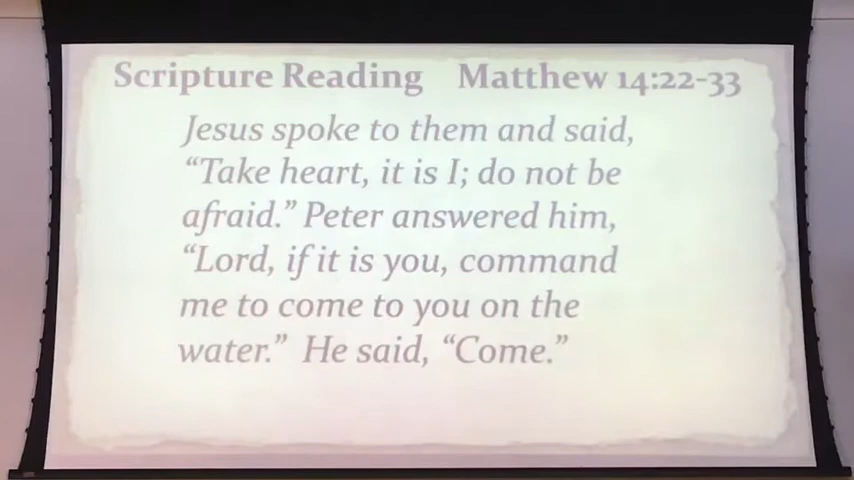 Scripture Reading Matthew 14:22-33
Jesus spoke to them and said,
“Take heart, it is I; do not be
afraid.” Peter answered him,
“Lord, if it is you, command
me to come to you on the
water.” He said, “Come.”